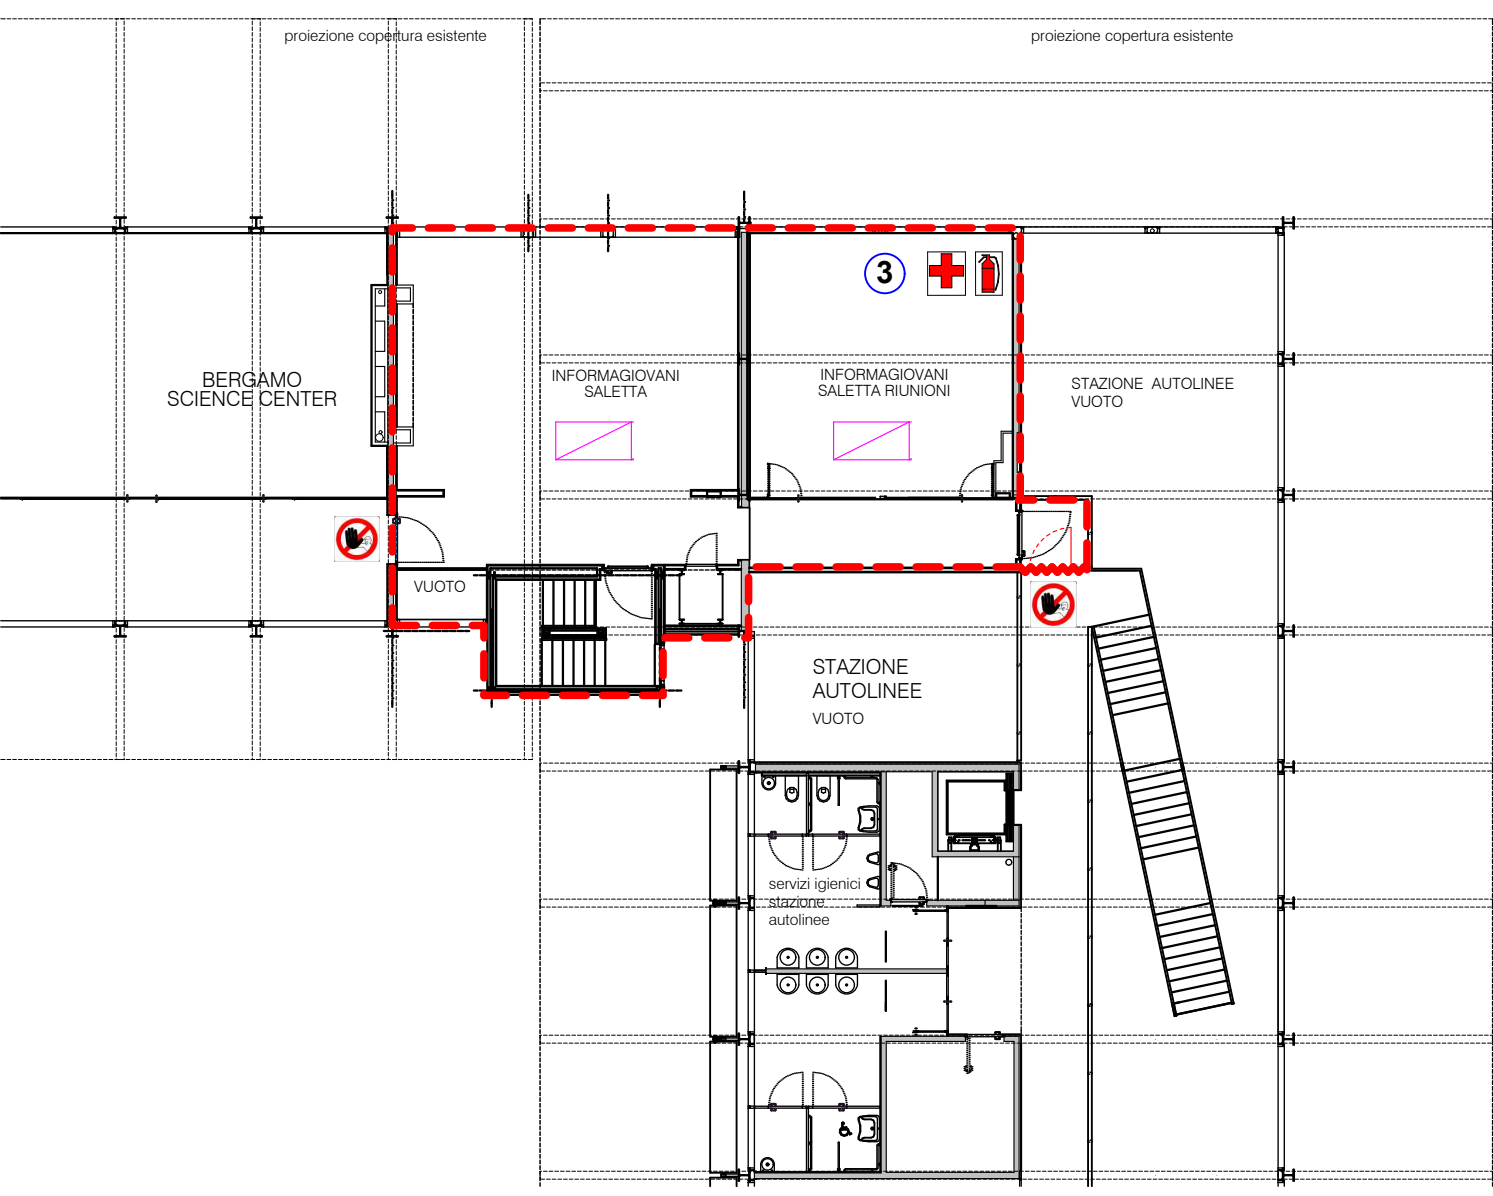 proiezione copertura esistente
proiezione copertura esistente
3
BERGAMO
SCIENCE CENTER
INFORMAGIOVANI
SALETTA
INFORMAGIOVANI
SALETTA RIUNIONI
STAZIONE AUTOLINEE
VUOTO
VUOTO
STAZIONE
AUTOLINEE
VUOTO
servizi igienici
stazione
autolinee